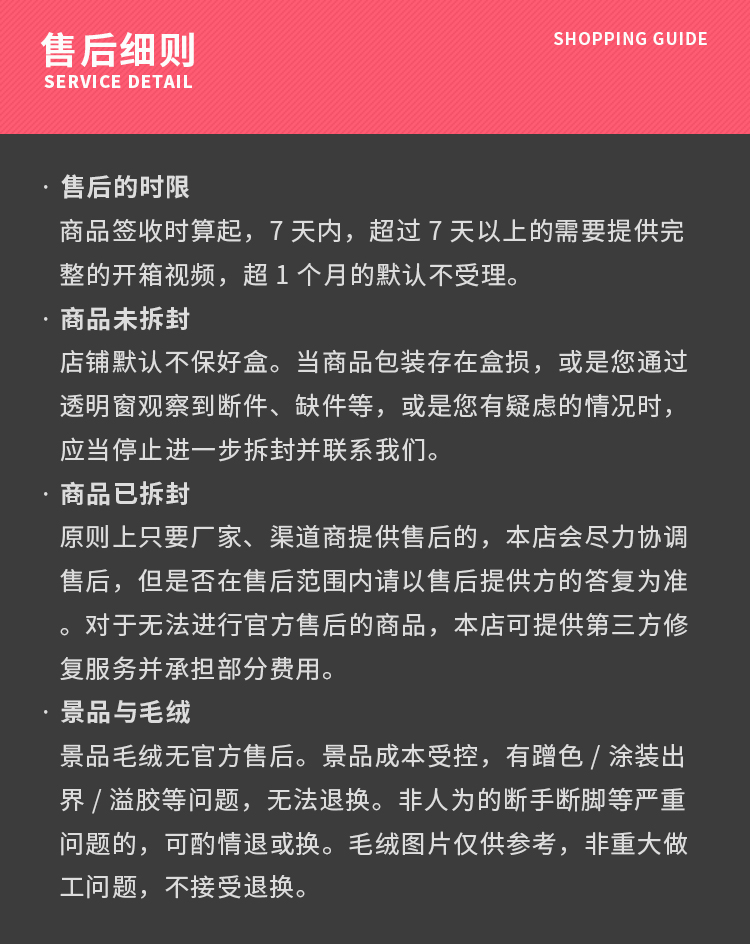 售后细则
SHOPPING GUIDE
SERVICE DETAIL
· 售后的时限
商品签收时算起，7 天内，超过 7 天以上的需要提供完
整的开箱视频，超 1 个月的默认不受理。
· 商品未拆封
店铺默认不保好盒。当商品包装存在盒损，或是您通过
透明窗观察到断件、缺件等，或是您有疑虑的情况时，
应当停止进一步拆封并联系我们。
· 商品已拆封
原则上只要厂家、渠道商提供售后的，本店会尽力协调
售后，但是否在售后范围内请以售后提供方的答复为准
。对于无法进行官方售后的商品，本店可提供第三方修
复服务并承担部分费用。
· 景品与毛绒
景品毛绒无官方售后。景品成本受控，有蹭色 / 涂装出
界 / 溢胶等问题，无法退换。非人为的断手断脚等严重
问题的，可酌情退或换。毛绒图片仅供参考，非重大做
工问题，不接受退换。